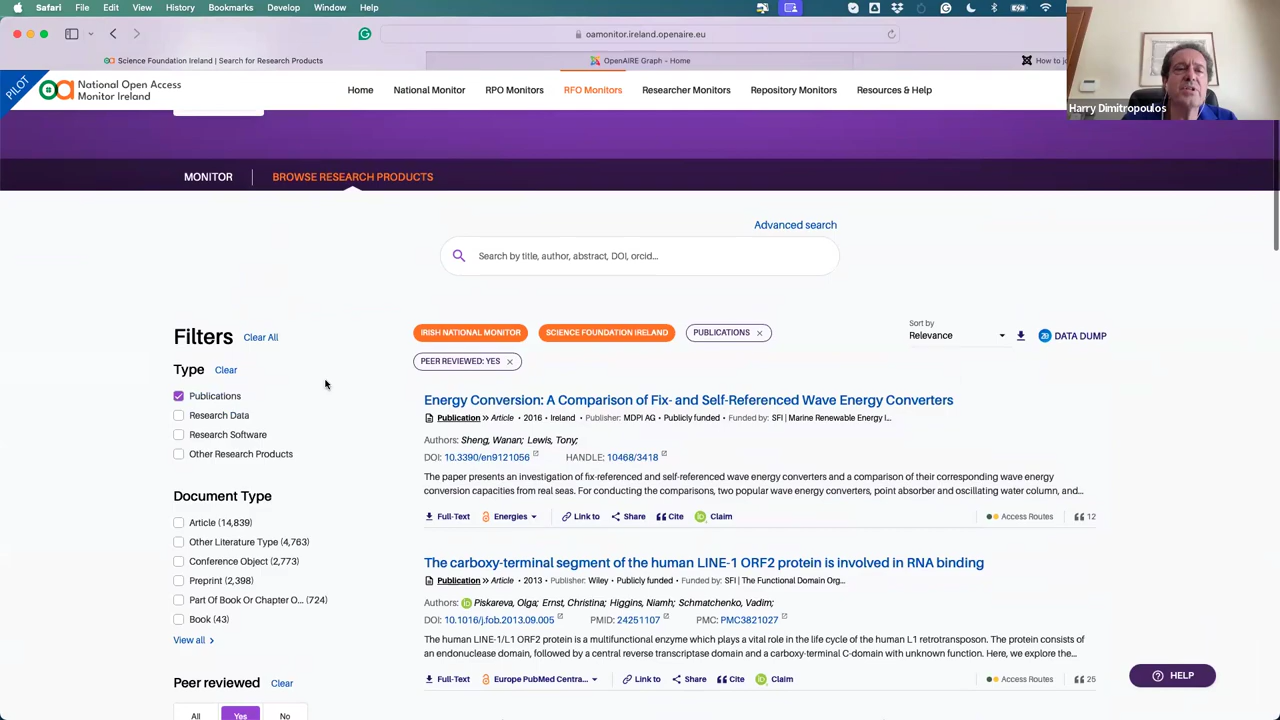 Safari File Edit View History Bookmarks Develop Window Help
oamonitor.ireland.openaire.eu
Science Foundation Ireland | Search for Research Products
OpenAIRE Graph - Home
How to jo
PILOT
National Open Access
Monitor Ireland
Home National Monitor RPO Monitors RFO Monitors Researcher Monitors Repository Monitors Resources & Help
Harry Dimitropoulos
MONITOR BROWSE RESEARCH PRODUCTS
Advanced search
Search by title, author, abstract, DOI, orcid...
Filters Clear All
IRISH NATIONAL MONITOR SCIENCE FOUNDATION IRELAND PUBLICATIONS
Sort by
Relevance
DATA DUMP
PEER REVIEWED: YES
Type Clear
Publications
Research Data
Research Software
Other Research Products
Document Type
Article (14,839)
Other Literature Type (4,763)
Conference Object (2,773)
Preprint (2,398)
Part Of Book Or Chapter O... (724)
Book (43)
View all
Peer reviewed Clear
All Yes No
Energy Conversion: A Comparison of Fix- and Self-Referenced Wave Energy Converters
Publication » Article • 2016 • Ireland • Publisher: MDPI AG • Publicly funded • Funded by: SFI | Marine Renewable Energy I...
Authors: Sheng, Wanan; Lewis, Tony;
DOI: 10.3390/en9121056 HANDLE: 10468/3418
The paper presents an investigation of fix-referenced and self-referenced wave energy converters and a comparison of their corresponding wave energy
conversion capacities from real seas. For conducting the comparisons, two popular wave energy converters, point absorber and oscillating water column, and...
Full-Text Energies Link to Share Cite iD Claim Access Routes 12
The carboxy-terminal segment of the human LINE-1 ORF2 protein is involved in RNA binding
Publication » Article • 2013 • Publisher: Wiley • Publicly funded • Funded by: SFI | The Functional Domain Org...
Authors: iD Piskareva, Olga; Ernst, Christina; Higgins, Niamh; Schmatchenko, Vadim;
DOI: 10.1016/j.fob.2013.09.005 PMID: 24251107 PMC: PMC3821027
The human LINE-1/L1 ORF2 protein is a multifunctional enzyme which plays a vital role in the life cycle of the human L1 retrotransposon. The protein consists of
an endonuclease domain, followed by a central reverse transcriptase domain and a carboxy-terminal C-domain with unknown function. Here, we explore the...
Full-Text Europe PubMed Centra... Link to Share Cite iD Claim Access Routes 25
HELP